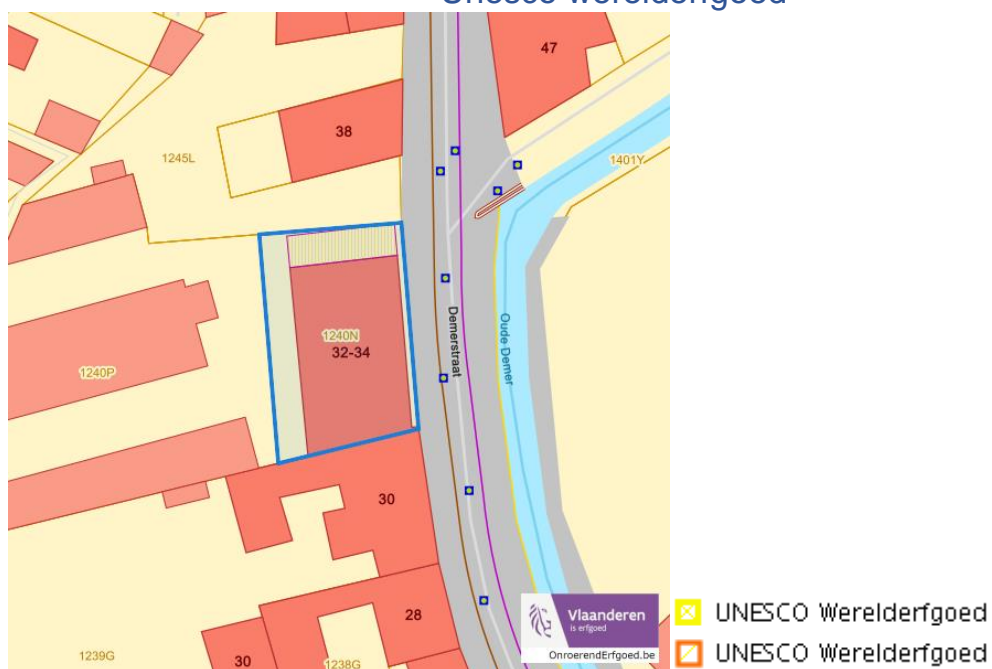 Unesco werelderfgoed
47
38
1245L
1401Y
1240N
32-34
Demerstraat
Oude Demer
1240P
30
28
1239G
30
1238G
Vlaanderen
is erfgoed
OnroerendErfgoed.be
UNESCO Werelderfgoed
UNESCO Werelderfgoed